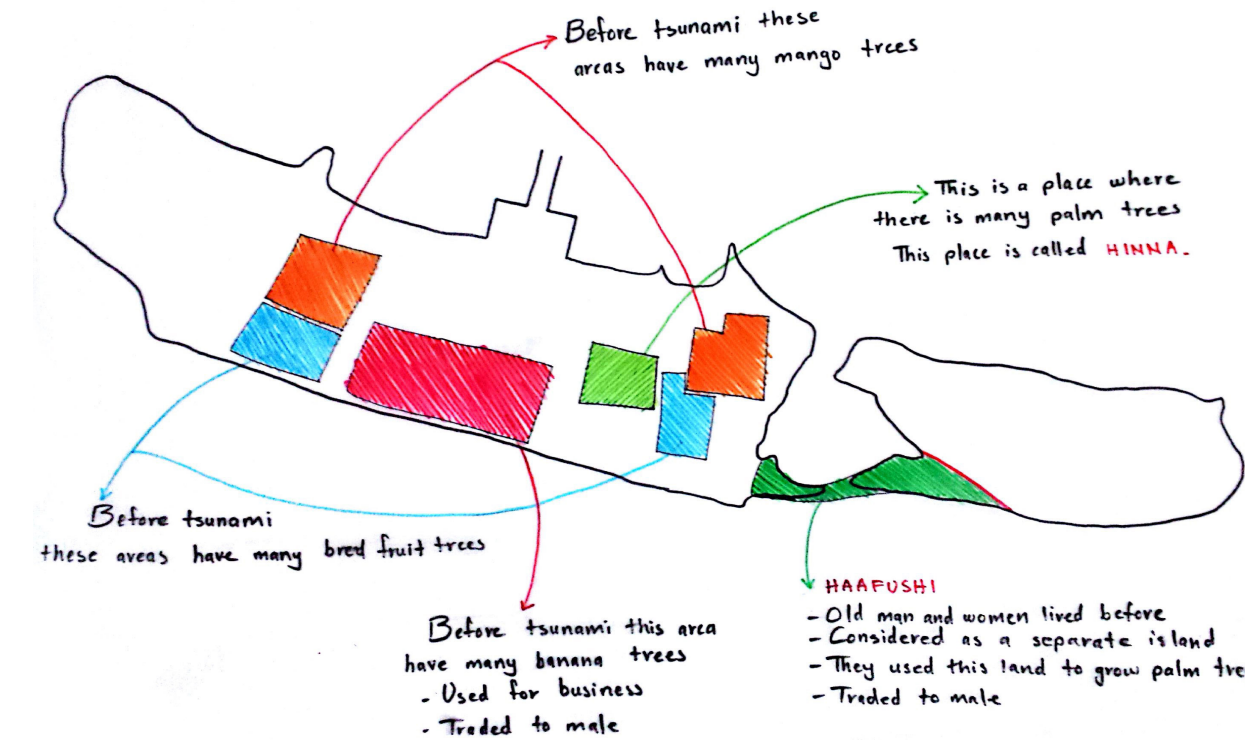 Before tsunami these
areas have many mango trees
This is a place where
there is many palm trees
This place is called HINNA.
Before tsunami
these areas have many bred fruit trees
Before tsunami this area
have many banana trees
- Used for business
- Traded to male
HAAFUSHI
- Old man and women lived before
- Considered as a separate island
- They used this land to grow palm tre
- Traded to male